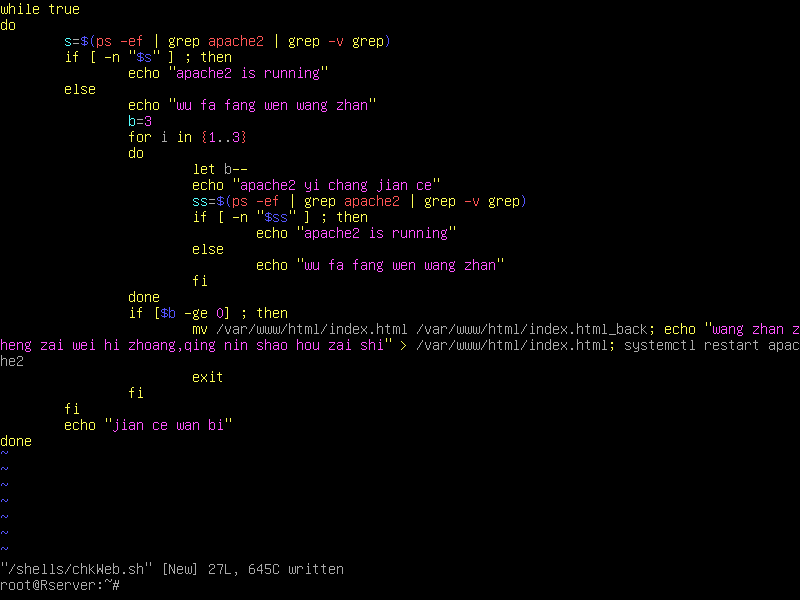 while true
do
        s=$(ps -ef | grep apache2 | grep -v grep)
        if [ -n "$s" ] ; then
                echo "apache2 is running"
        else
                echo "wu fa fang wen wang zhan"
                b=3
                for i in {1..3}
                do
                        let b--
                        echo "apache2 yi chang jian ce"
                        ss=$(ps -ef | grep apache2 | grep -v grep)
                        if [ -n "$ss" ] ; then
                                echo "apache2 is running"
                        else
                                echo "wu fa fang wen wang zhan"
                        fi
                done
                if [$b -ge 0] ; then
                        mv /var/www/html/index.html /var/www/html/index.html_back; echo "wang zhan z
heng zai wei hi zhoang,qing nin shao hou zai shi" > /var/www/html/index.html; systemctl restart apac
he2
                        exit
                fi
        fi
        echo "jian ce wan bi"
done
~
~
~
~
~
~
~
"/shells/chkWeb.sh" [New] 27L, 645C written
root@Rserver:~#